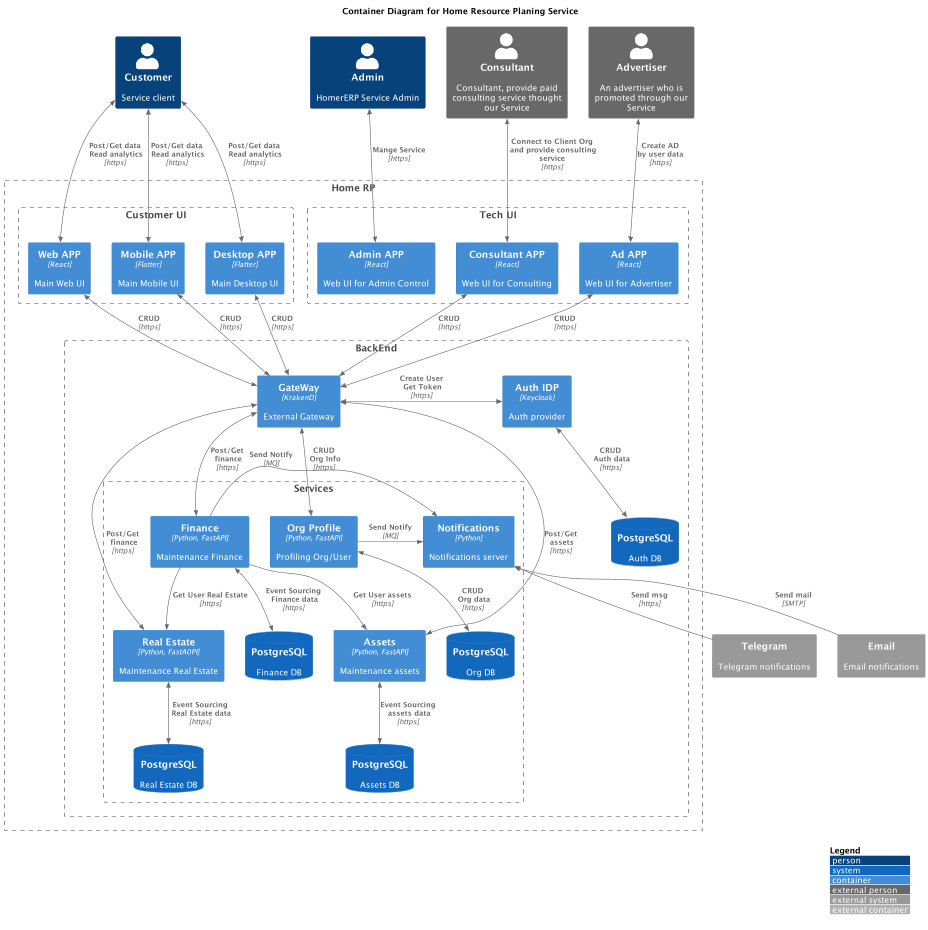 Container Diagram for Home Resource Planing Service
Customer
Service client
Admin
HomerERP Service Admin
Consultant
Consultant, provide paid
consulting service thought
our Service
Advertiser
An advertiser who is
promoted through our
Service
Post/Get data
Read analytics
[https]
Post/Get data
Read analytics
[https]
Post/Get data
Read analytics
[https]
Mange Service
[https]
Connect to Client Org
and provide consulting
service
[https]
Create AD
by user data
[https]
Home RP
Customer UI
Tech UI
Web APP
[React]
Main Web UI
Mobile APP
[Flatter]
Main Mobile UI
Desktop APP
[Flatter]
Main Desktop UI
Admin APP
[React]
Web UI for Admin Control
Consultant APP
[React]
Web UI for Consulting
Ad APP
[React]
Web UI for Advertiser
CRUD
[https]
CRUD
[https]
CRUD
[https]
CRUD
[https]
CRUD
[https]
BackEnd
GateWay
[KrakenD]
External Gateway
Create User
Get Token
[https]
Auth IDP
[Keycloak]
Auth provider
Post/Get
finance
[https]
Send Notify
[MQ]
CRUD
Org Info
[https]
CRUD
Auth data
[https]
Services
Post/Get
finance
[https]
Finance
[Python, FastAPI]
Maintenance Finance
Org Profile
[Python, FastAPI]
Profiling Org/User
Send Notify
[MQ]
Notifications
[Python]
Notifications server
Post/Get
assets
[https]
PostgreSQL
Auth DB
Get User Real Estate
[https]
Event Sourcing
Finance data
[https]
Get User assets
[https]
CRUD
Org data
[https]
Send msg
[https]
Send mail
[SMTP]
Real Estate
[Python, FastA0PI]
Maintenance Real Estate
PostgreSQL
Finance DB
Assets
[Python, FastAPI]
Maintenance assets
PostgreSQL
Org DB
Telegram
Telegram notifications
Email
Email notifications
Event Sourcing
Real Estate data
[https]
Event Sourcing
assets data
[https]
PostgreSQL
Real Estate DB
PostgreSQL
Assets DB
Legend
person
system
container
external person
external system
external container